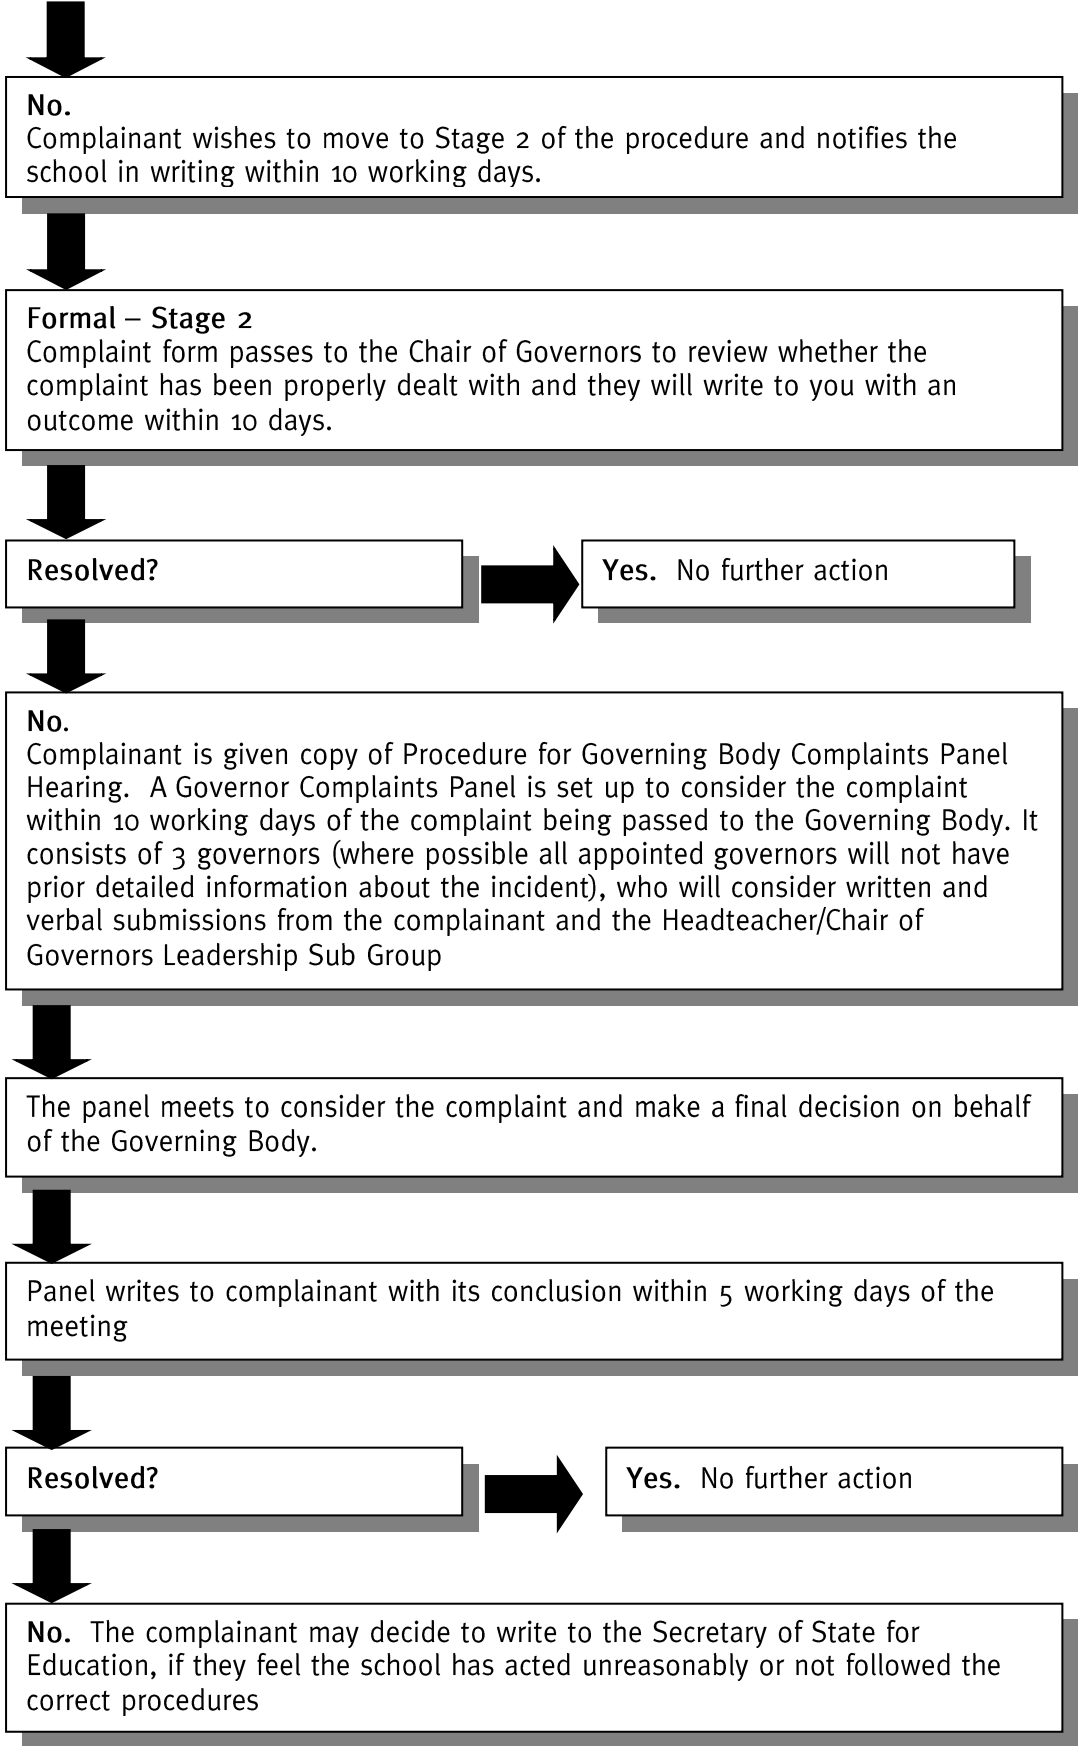 No.
Complainant wishes to move to Stage 2 of the procedure and notifies the
school in writing within 10 working days.
Formal – Stage 2
Complaint form passes to the Chair of Governors to review whether the
complaint has been properly dealt with and they will write to you with an
outcome within 10 days.
Resolved?
Yes.  No further action
No.
Complainant is given copy of Procedure for Governing Body Complaints Panel
Hearing.  A Governor Complaints Panel is set up to consider the complaint
within 10 working days of the complaint being passed to the Governing Body. It
consists of 3 governors (where possible all appointed governors will not have
prior detailed information about the incident), who will consider written and
verbal submissions from the complainant and the Headteacher/Chair of
Governors Leadership Sub Group
The panel meets to consider the complaint and make a final decision on behalf
of the Governing Body.
Panel writes to complainant with its conclusion within 5 working days of the
meeting
Resolved?
Yes.  No further action
No.  The complainant may decide to write to the Secretary of State for
Education, if they feel the school has acted unreasonably or not followed the
correct procedures